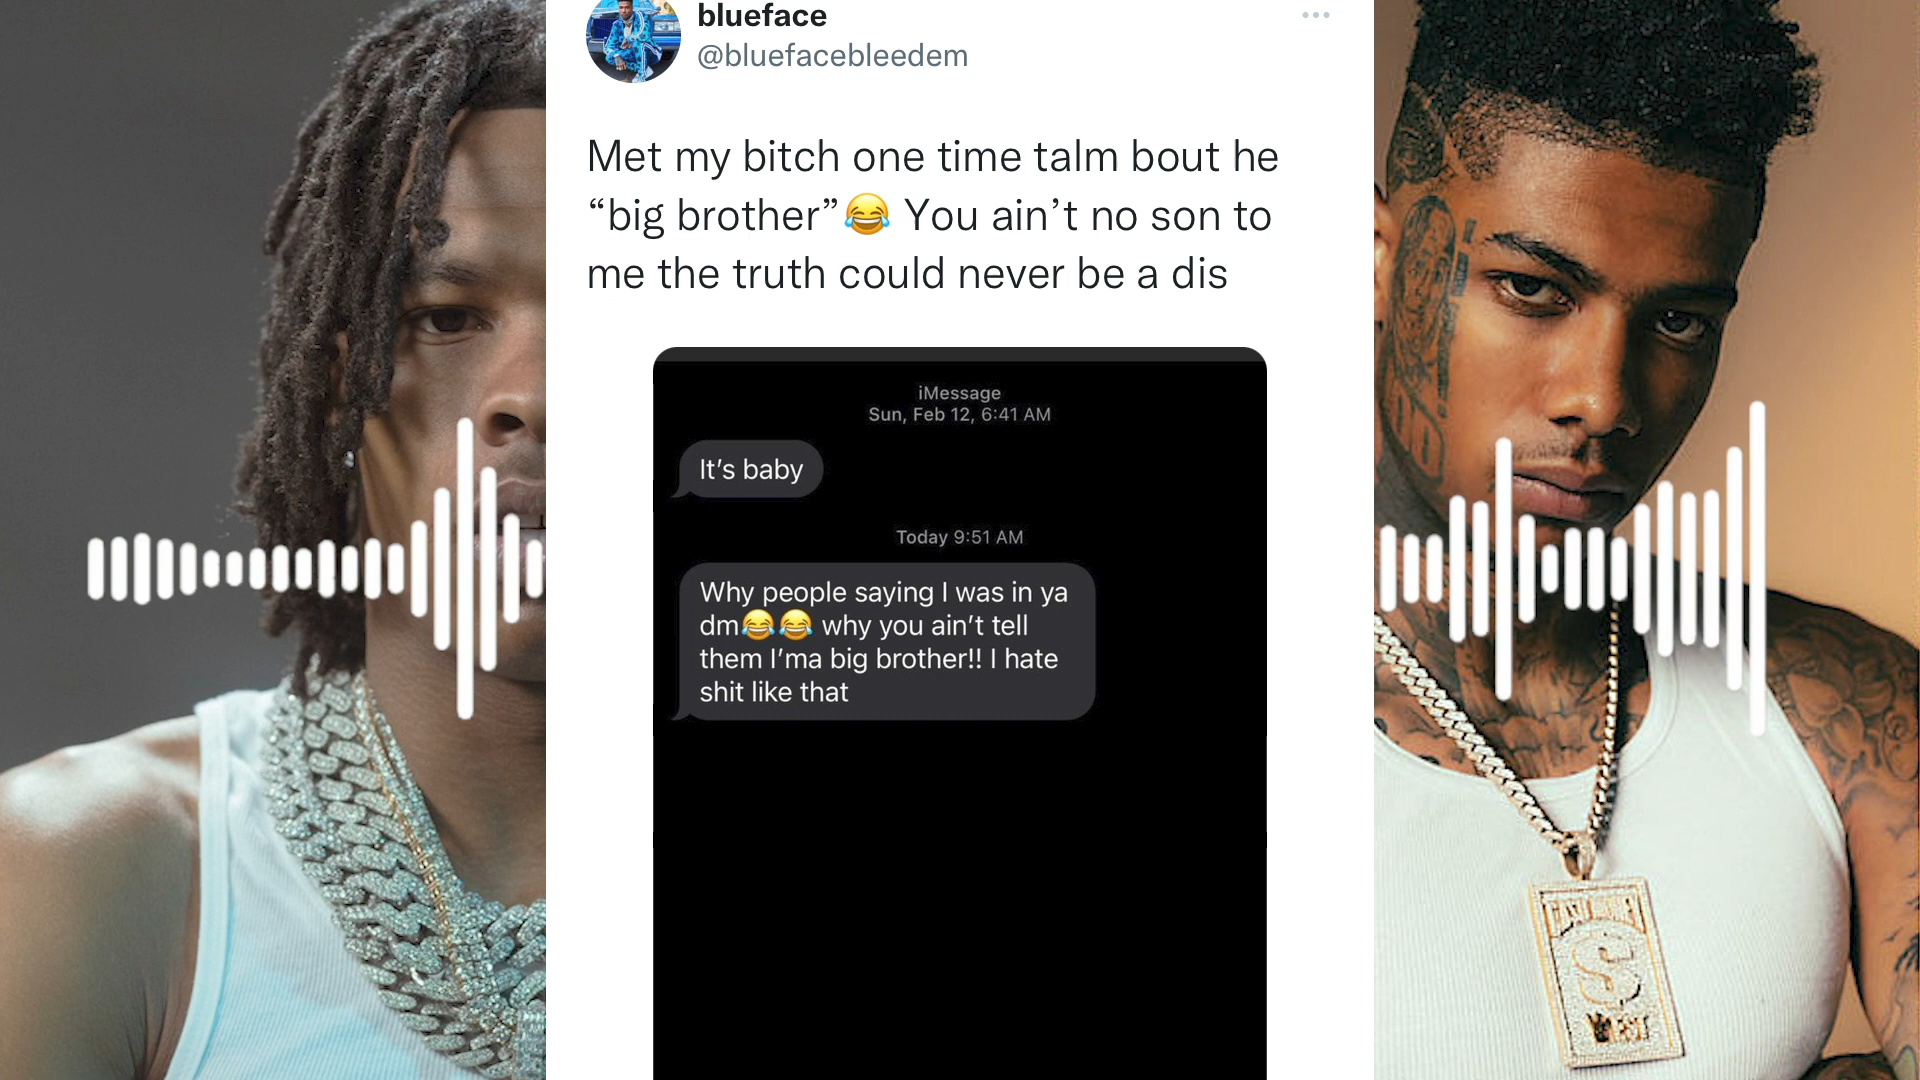 blueface
@bluefacebleedem
Met my bitch one time talm bout he
“big brother”😂 You ain’t no son to
me the truth could never be a dis
iMessage
Sun, Feb 12, 6:41 AM
It’s baby
Today 9:51 AM
Why people saying I was in ya
dm😂😂 why you ain’t tell
them I’ma big brother!! I hate
shit like that
WEST